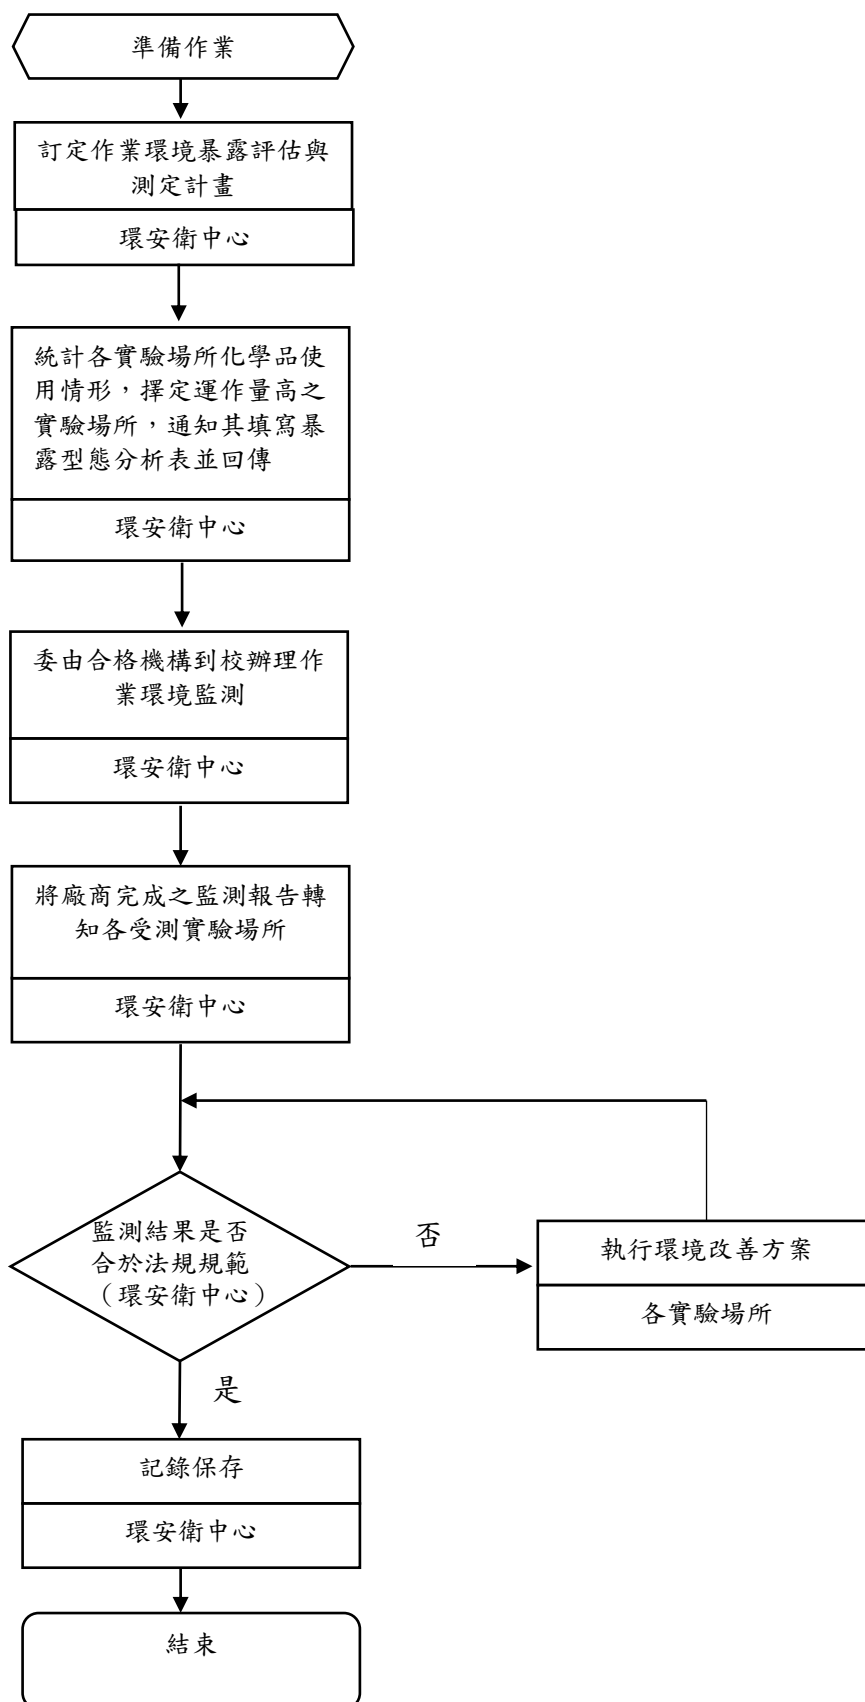 準備作業
訂定作業環境暴露評估與
測定計畫
環安衛中心
統計各實驗場所化學品使
用情形，擇定運作量高之
實驗場所，通知其填寫暴
露型態分析表並回傳
環安衛中心
委由合格機構到校辦理作
業環境監測
環安衛中心
將廠商完成之監測報告轉
知各受測實驗場所
環安衛中心
監測結果是否
合於法規規範
（環安衛中心）
否
執行環境改善方案
各實驗場所
是
記錄保存
環安衛中心
結束